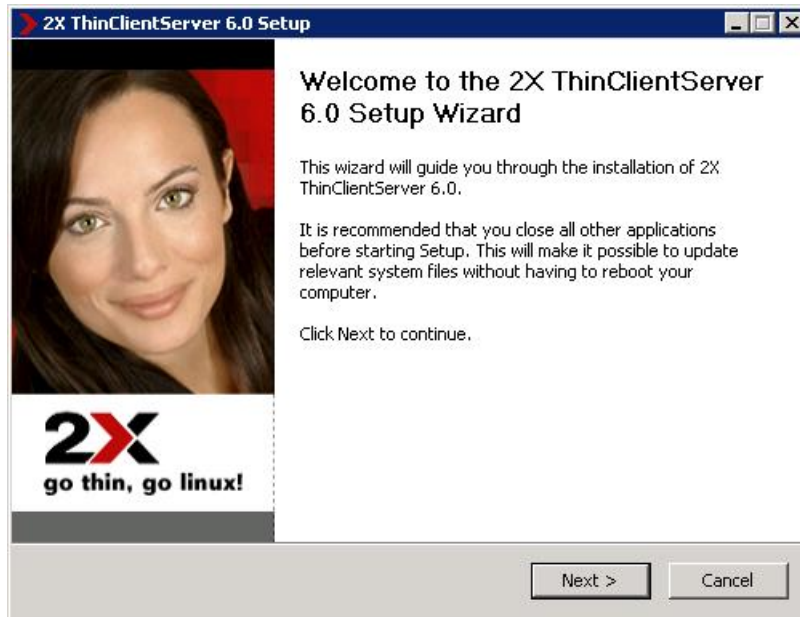 2X ThinClientServer 6.0 Setup
Welcome to the 2X ThinClientServer
6.0 Setup Wizard
This wizard will guide you through the installation of 2X
ThinClientServer 6.0.
It is recommended that you close all other applications
before starting Setup. This will make it possible to update
relevant system files without having to reboot your
computer.
Click Next to continue.
2X
go thin, go linux!
Next >
Cancel